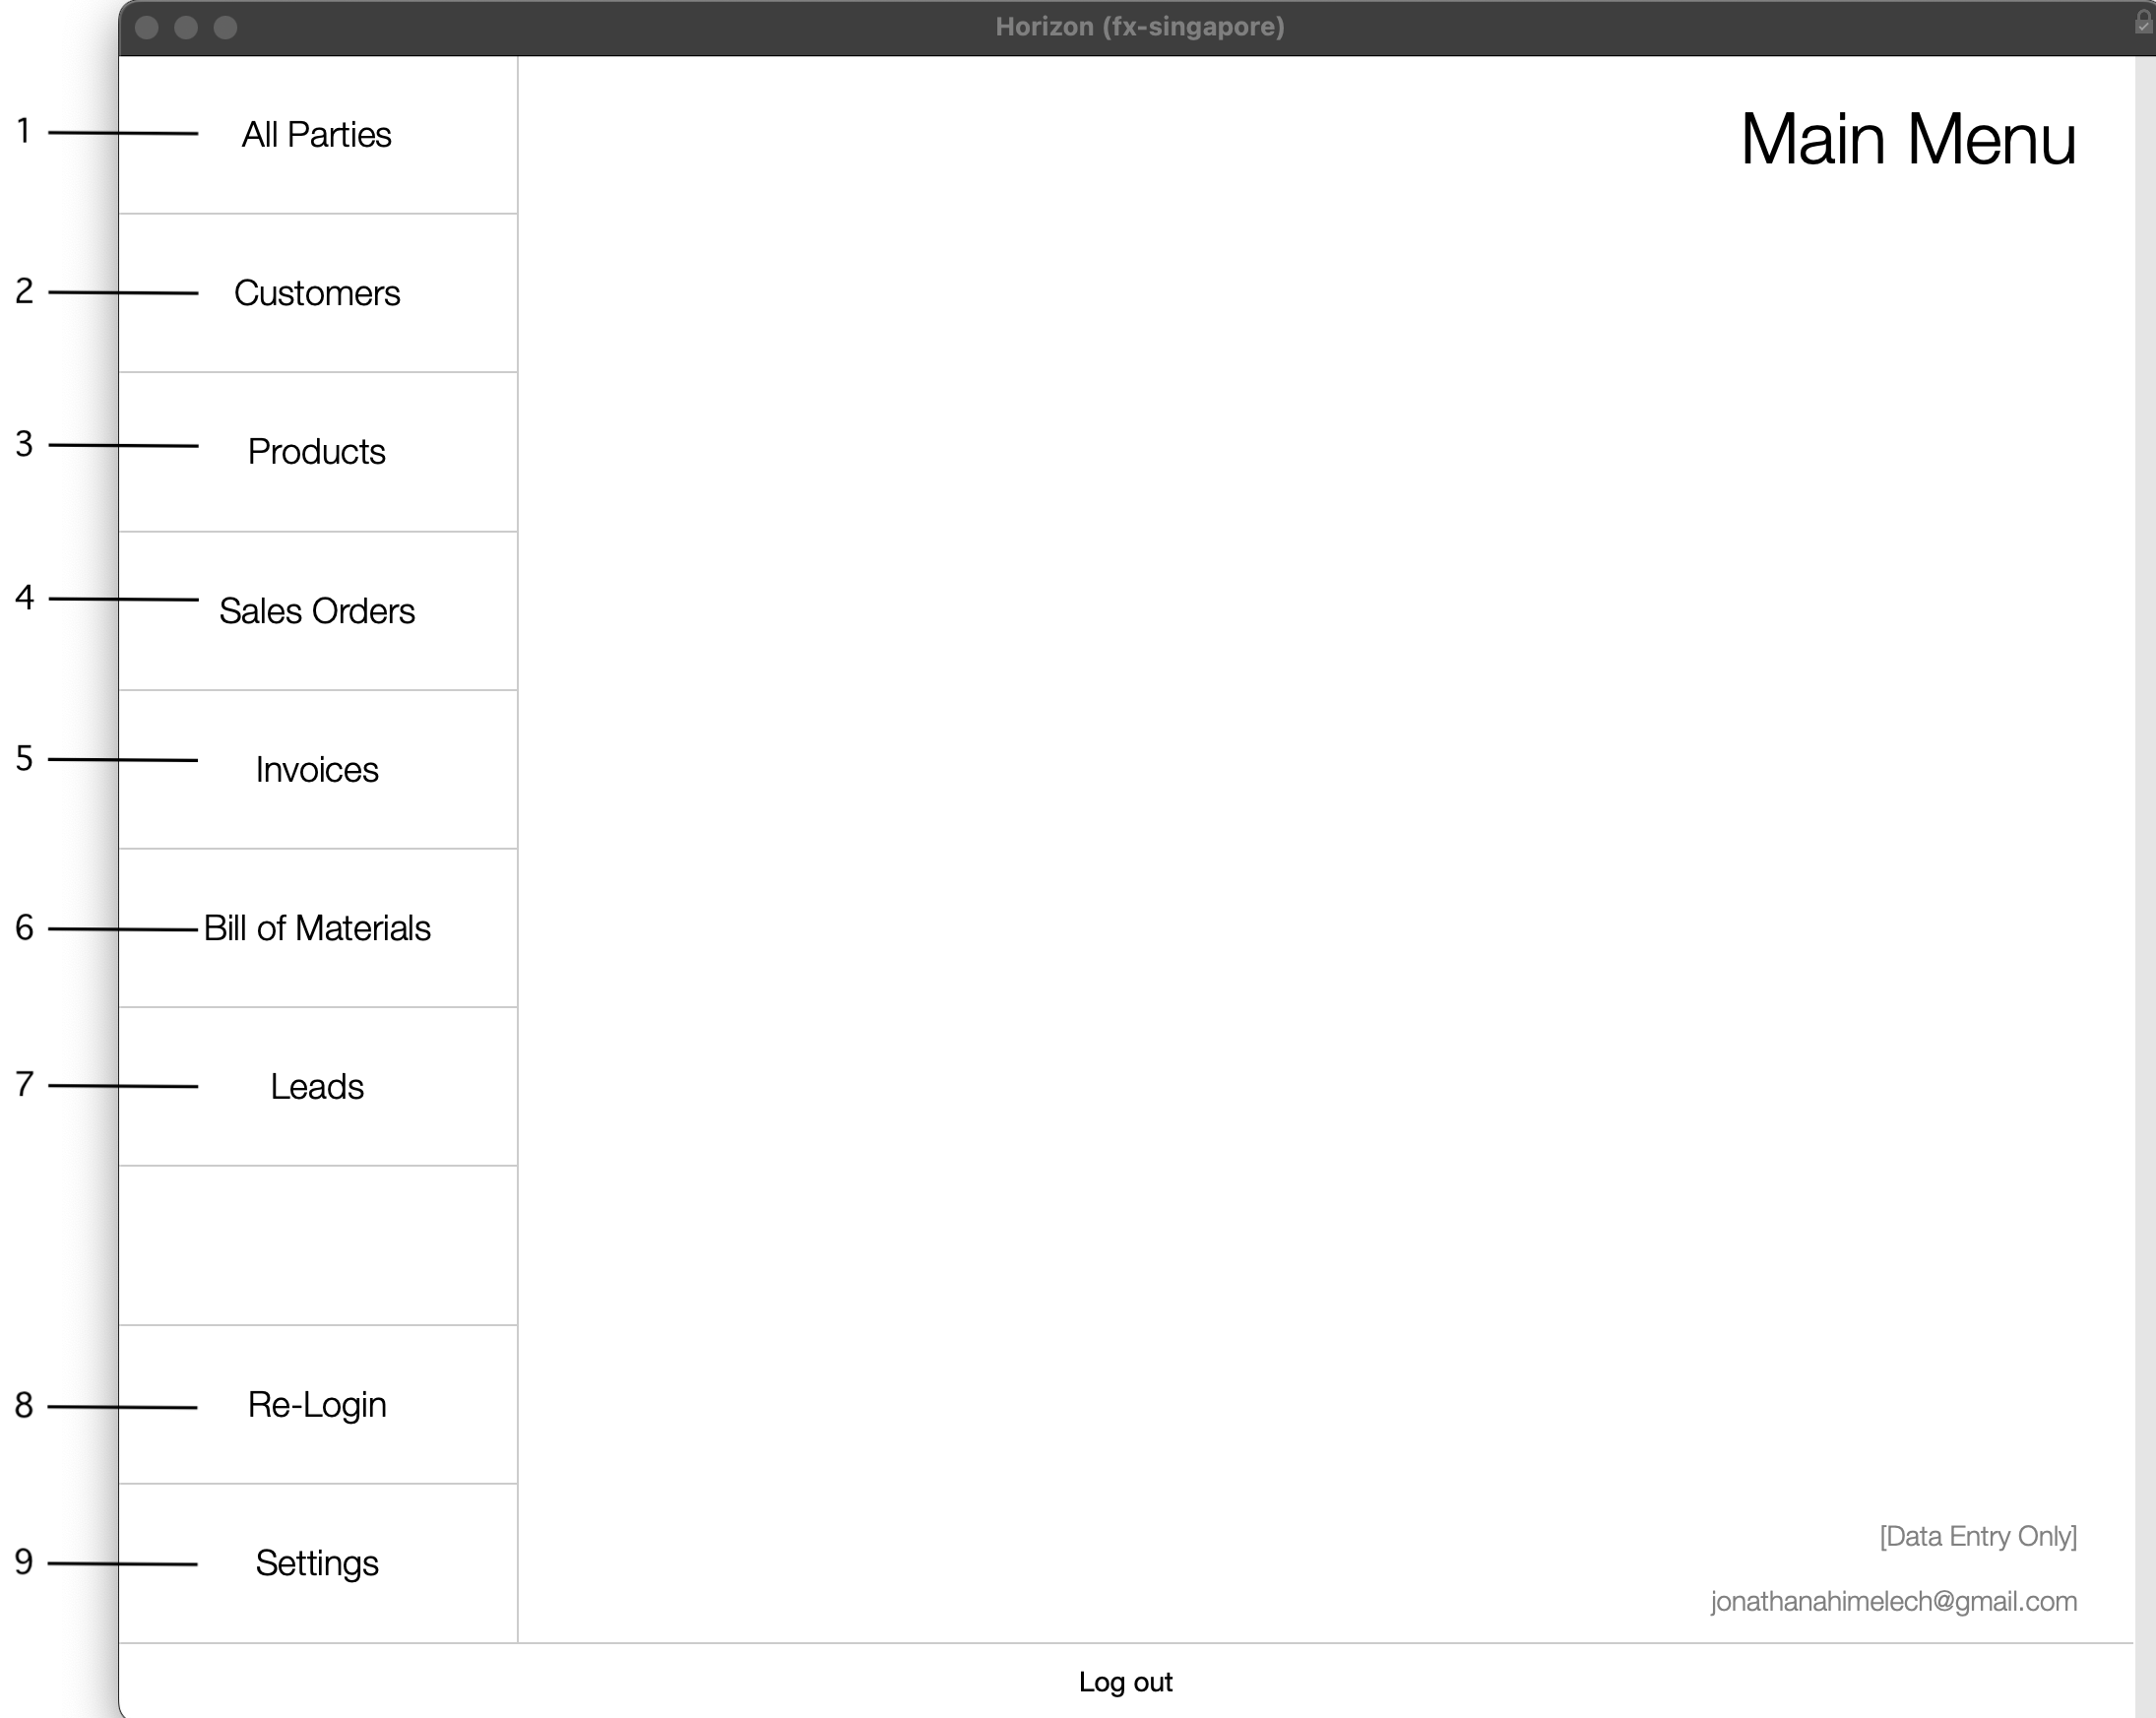 Horizon (fx-singapore)
Main Menu
1 All Parties
2 Customers
3 Products
4 Sales Orders
5 Invoices
6 Bill of Materials
7 Leads
8 Re-Login
9 Settings
[Data Entry Only]
jonathanahimelech@gmail.com
Log out